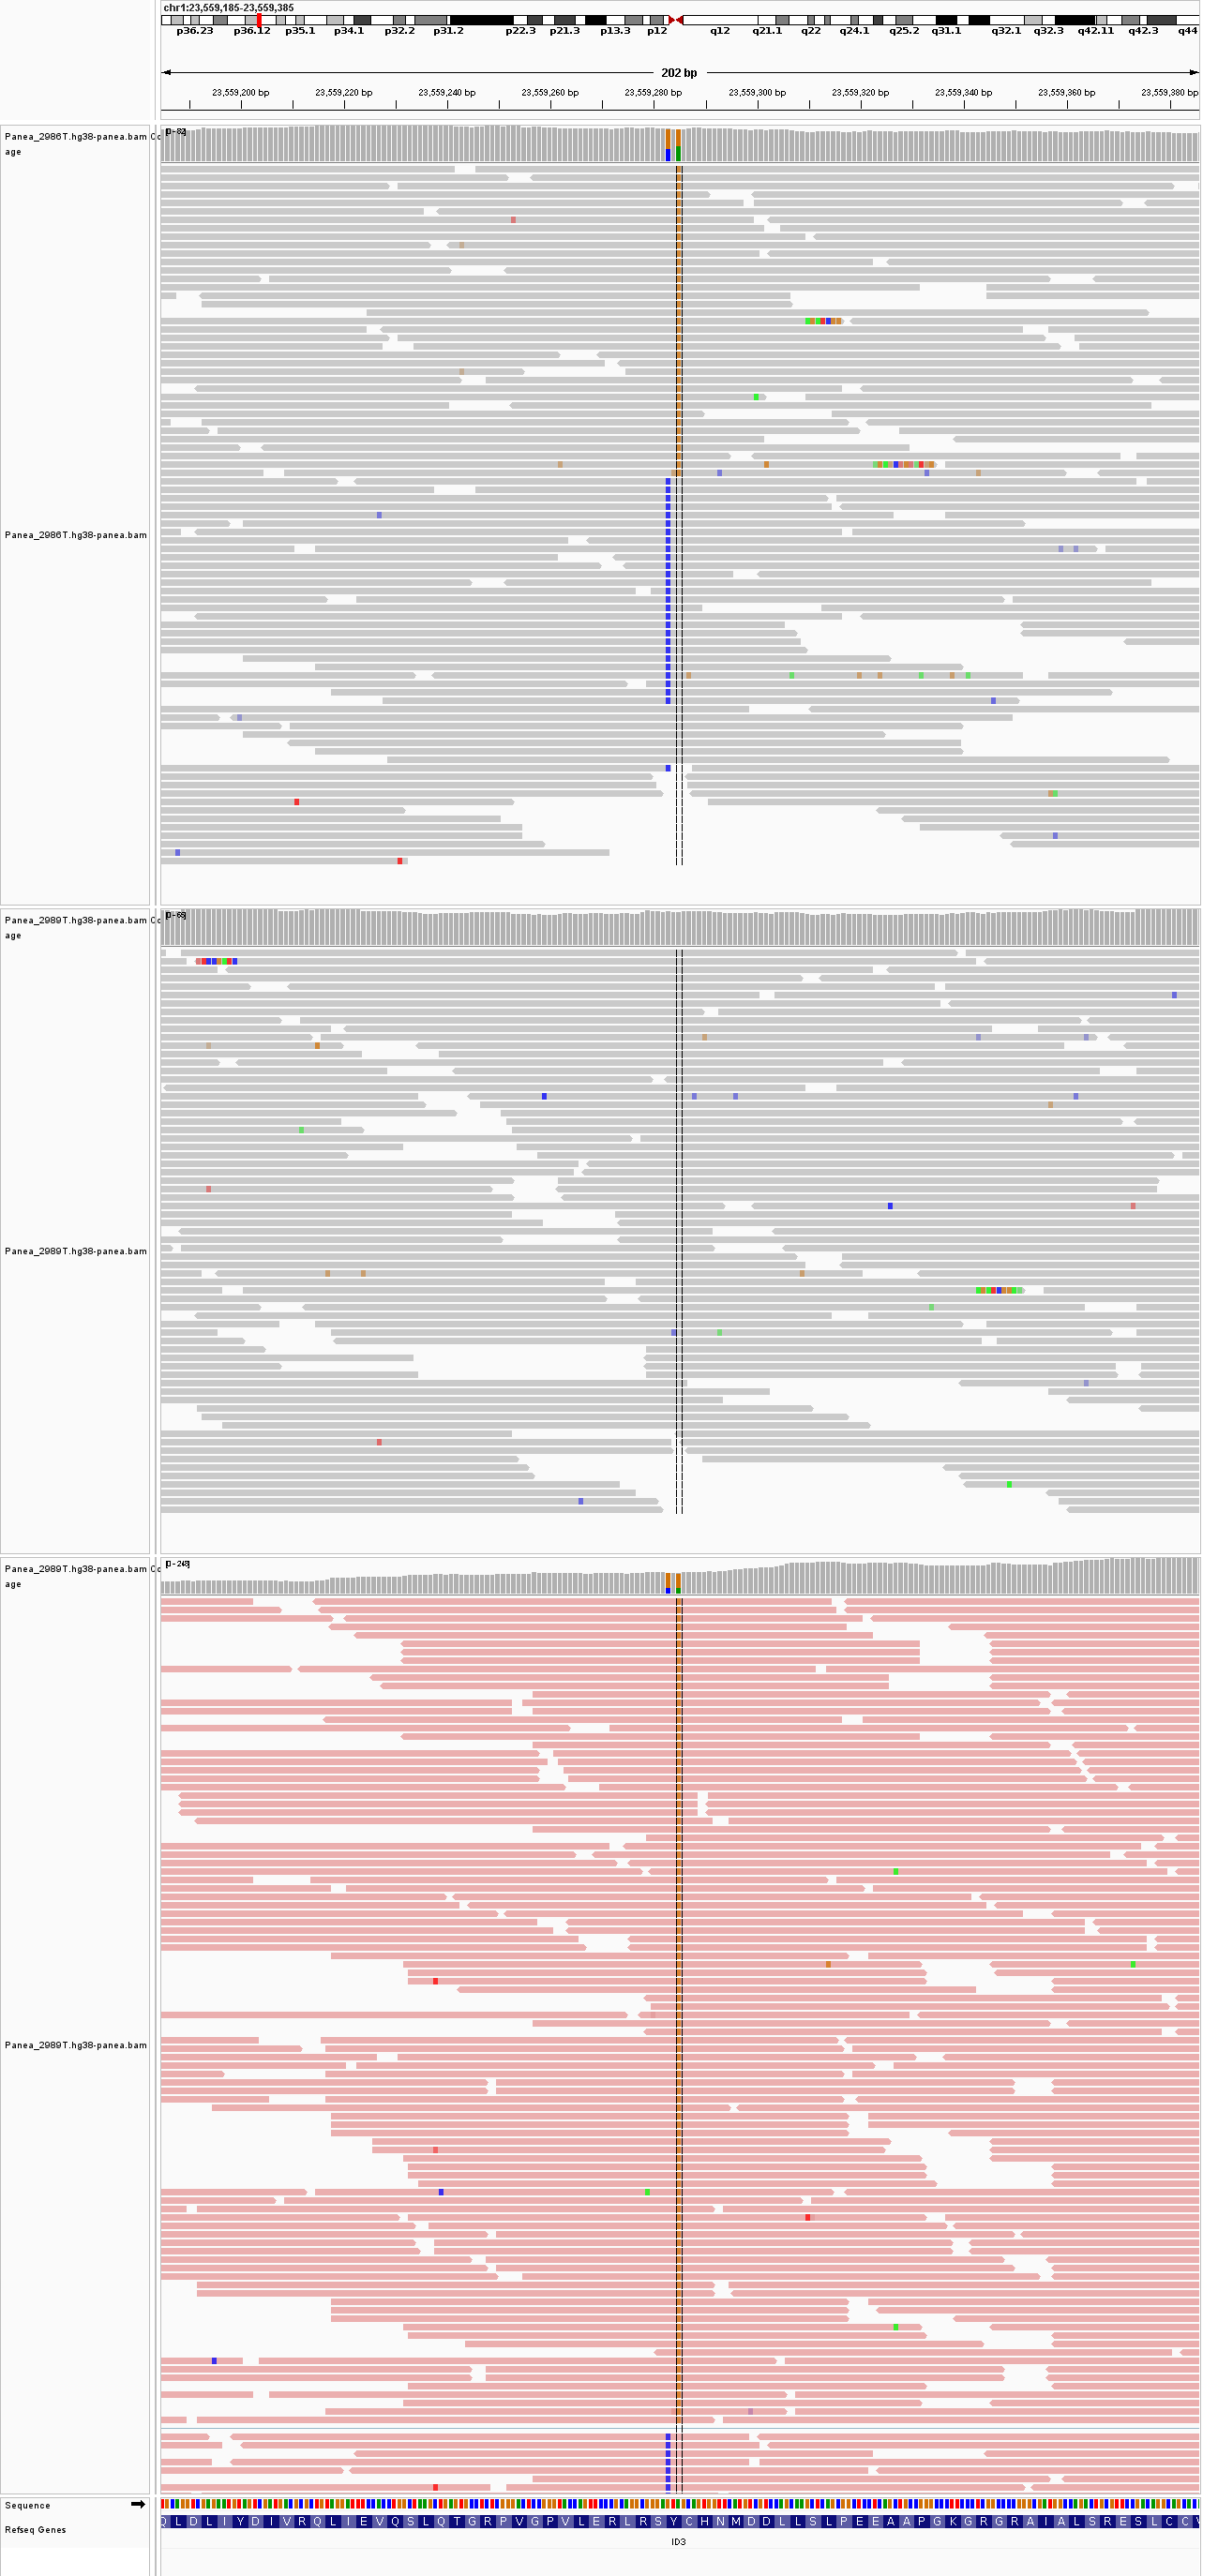 chr1:23,559,185-23,559,385
p36.23 p36.12 p35.1 p34.1 p32.2 p31.2 p22.3 p21.3 p13.3 p12 q12 q21.1 q22 q24.1 q25.2 q31.1 q32.1 q32.3 q42.11 q42.3 q44
202 bp
23,559,200 bp 23,559,220 bp 23,559,240 bp 23,559,260 bp 23,559,280 bp 23,559,300 bp 23,559,320 bp 23,559,340 bp 23,559,360 bp 23,559,380 bp
Panea_2986T.hg38-panea.bam Co
age
[0-82]
Panea_2986T.hg38-panea.bam
Panea_2989T.hg38-panea.bam Co
age
Panea_2989T.hg38-panea.bam
Panea_2989T.hg38-panea.bam Co
age
Panea_2989T.hg38-panea.bam
Sequence
Refseq Genes
Q L D L I Y D I V R Q L I E V Q S L Q T G R P V G P V L E R L R S Y C H N M D D L L S L P E E A A P G K G R G R A I A L S R E S L C C
ID3